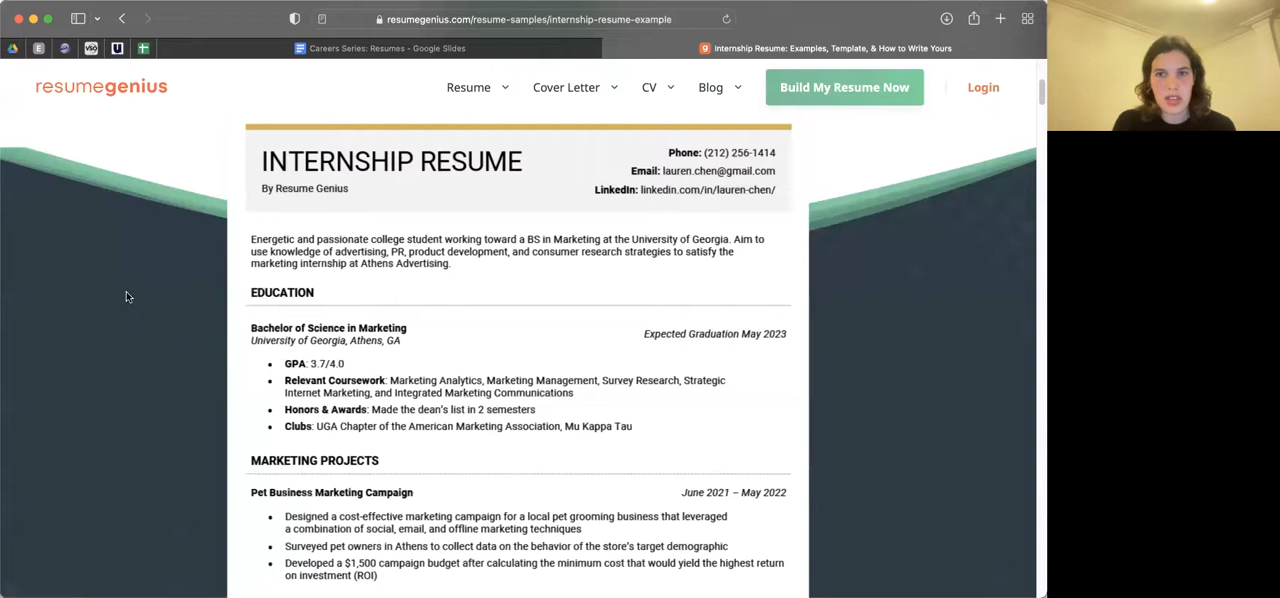 resumegenius.com/resume-samples/internship-resume-example
E
VSO
U
Careers Series: Resumes - Google Slides
g
Internship Resume: Examples, Template, & How to Write Yours
resumegenius
Resume
Cover Letter
CV
Blog
Build My Resume Now
Login
INTERNSHIP RESUME
By Resume Genius
Phone: (212) 256-1414
Email: lauren.chen@gmail.com
LinkedIn: linkedin.com/in/lauren-chen/
Energetic and passionate college student working toward a BS in Marketing at the University of Georgia. Aim to
use knowledge of advertising, PR, product development, and consumer research strategies to satisfy the
marketing internship at Athens Advertising.
EDUCATION
Bachelor of Science in Marketing
University of Georgia, Athens, GA
Expected Graduation May 2023
• GPA: 3.7/4.0
• Relevant Coursework: Marketing Analytics, Marketing Management, Survey Research, Strategic
Internet Marketing, and Integrated Marketing Communications
• Honors & Awards: Made the dean's list in 2 semesters
• Clubs: UGA Chapter of the American Marketing Association, Mu Kappa Tau
MARKETING PROJECTS
Pet Business Marketing Campaign
June 2021 – May 2022
• Designed a cost-effective marketing campaign for a local pet grooming business that leveraged
a combination of social, email, and offline marketing techniques
• Surveyed pet owners in Athens to collect data on the behavior of the store's target demographic
• Developed a $1,500 campaign budget after calculating the minimum cost that would yield the highest return
on investment (ROI)